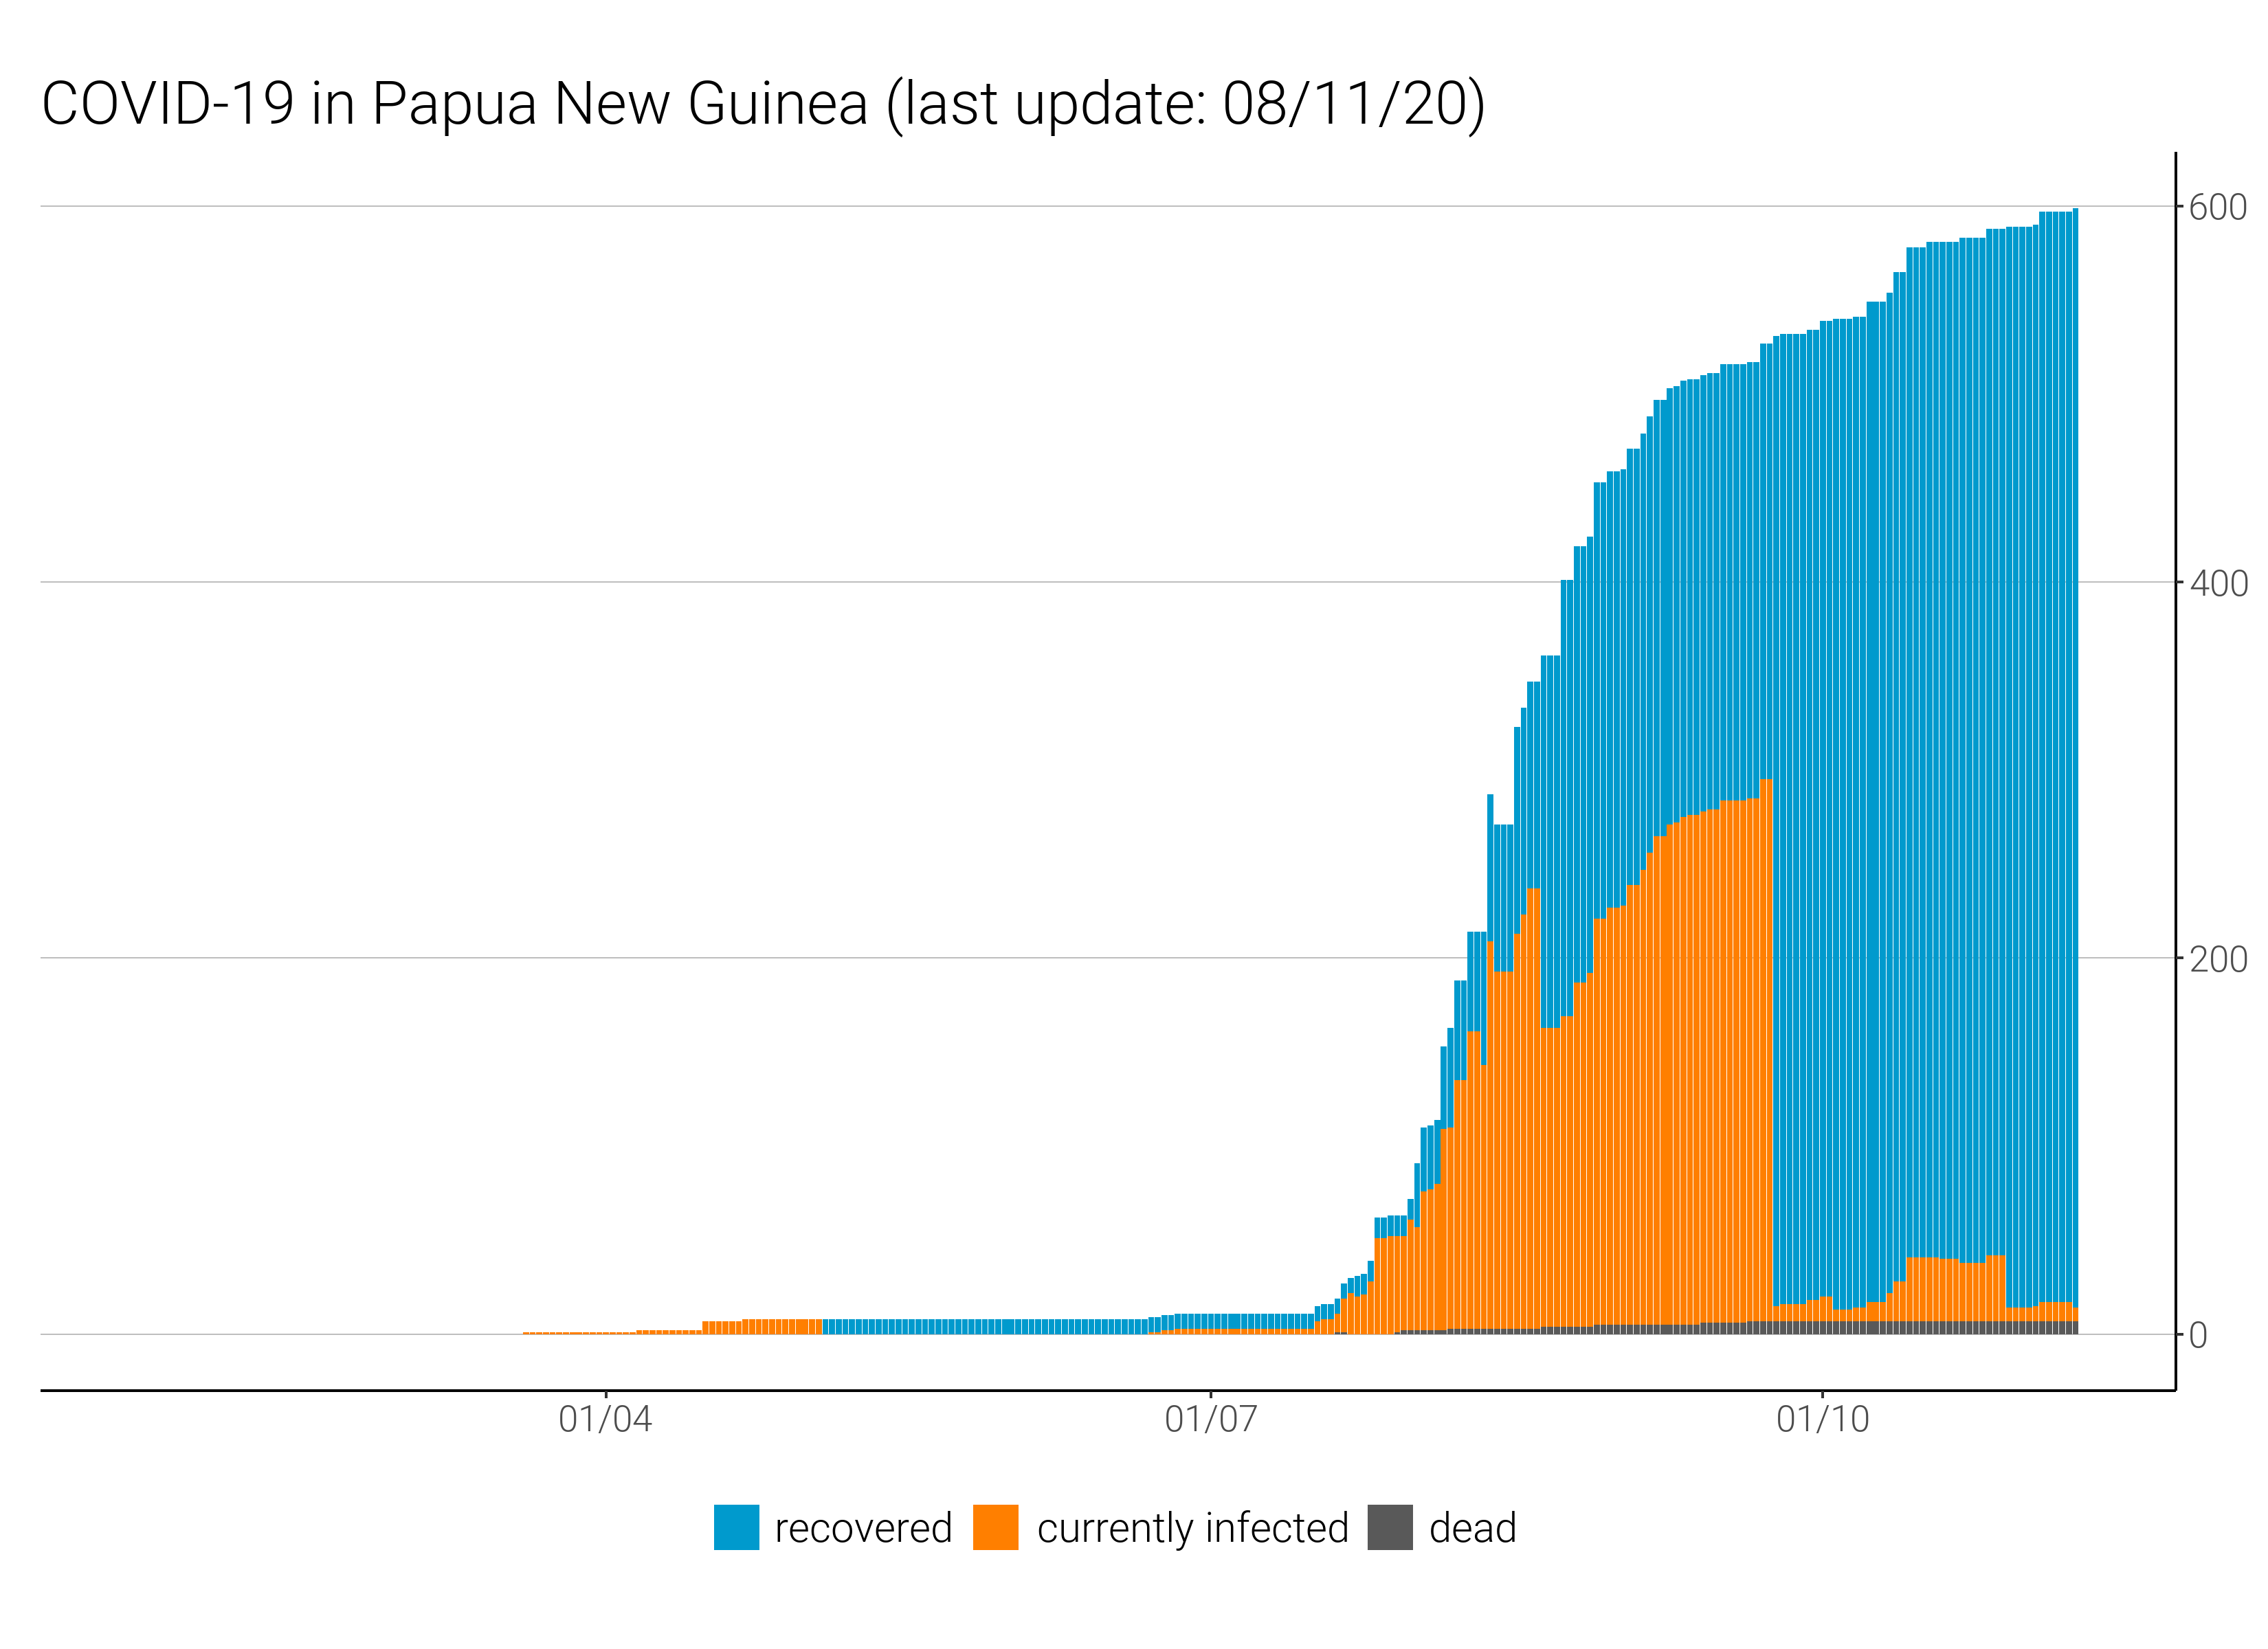 COVID-19 in Papua New Guinea (last update: 08/11/20)
600
400
200
0
01/04 01/07 01/10
recovered currently infected dead